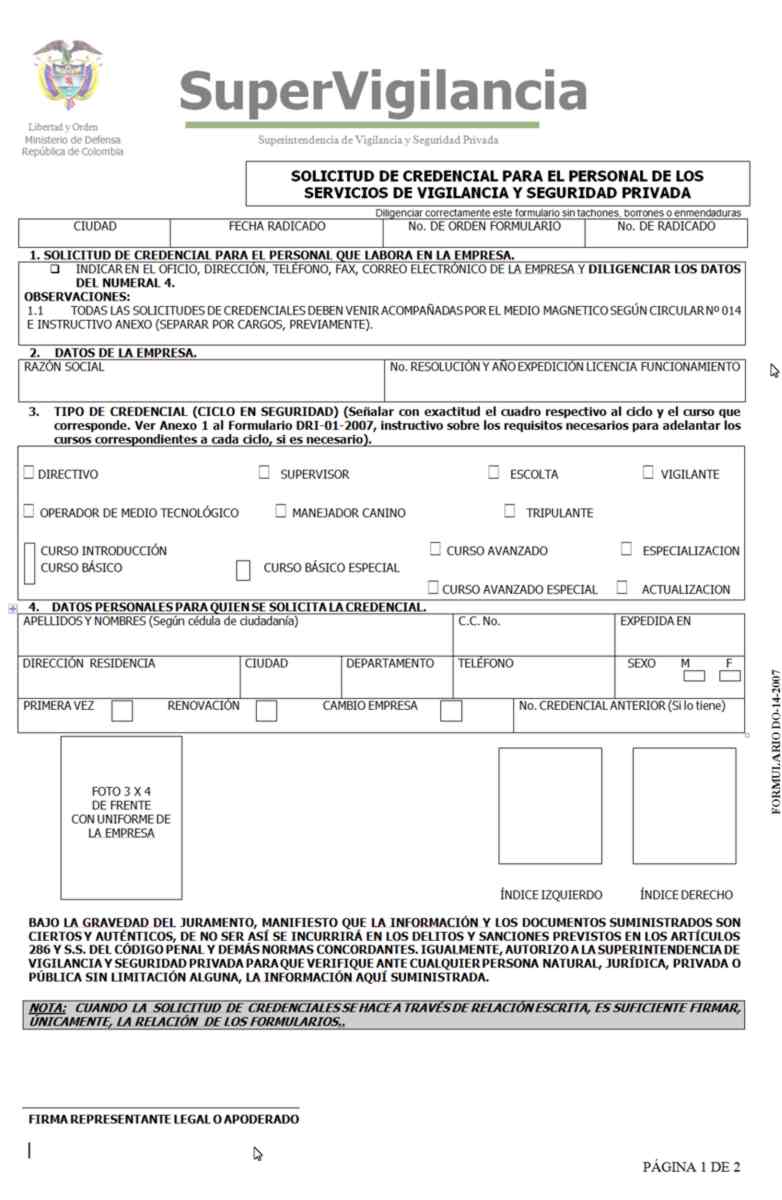 SuperVigilancia
Libertad y Orden
Ministerio de Defensa
República de Colombia
Superintendencia de Vigilancia y Seguridad Privada
SOLICITUD DE CREDENCIAL PARA EL PERSONAL DE LOS
SERVICIOS DE VIGILANCIA Y SEGURIDAD PRIVADA
Diligenciar correctamente este formulario sin tachones, borrones o enmendaduras
CIUDAD FECHA RADICADO No. DE ORDEN FORMULARIO No. DE RADICADO
1. SOLICITUD DE CREDENCIAL PARA EL PERSONAL QUE LABORA EN LA EMPRESA.
❑ INDICAR EN EL OFICIO, DIRECCIÓN, TELÉFONO, FAX, CORREO ELECTRÓNICO DE LA EMPRESA Y DILIGENCIAR LOS DATOS
DEL NUMERAL 4.
OBSERVACIONES:
1.1 TODAS LAS SOLICITUDES DE CREDENCIALES DEBEN VENIR ACOMPAÑADAS POR EL MEDIO MAGNETICO SEGÚN CIRCULAR Nº 014
E INSTRUCTIVO ANEXO (SEPARAR POR CARGOS, PREVIAMENTE).
2. DATOS DE LA EMPRESA.
RAZÓN SOCIAL No. RESOLUCIÓN Y AÑO EXPEDICIÓN LICENCIA FUNCIONAMIENTO
3. TIPO DE CREDENCIAL (CICLO EN SEGURIDAD) (Señalar con exactitud el cuadro respectivo al ciclo y el curso que
corresponde. Ver Anexo 1 al Formulario DRI-01-2007, instructivo sobre los requisitos necesarios para adelantar los
cursos correspondientes a cada ciclo, si es necesario).
DIRECTIVO SUPERVISOR ESCOLTA VIGILANTE
OPERADOR DE MEDIO TECNOLÓGICO MANEJADOR CANINO TRIPULANTE
CURSO INTRODUCCIÓN CURSO AVANZADO ESPECIALIZACION
CURSO BÁSICO CURSO BÁSICO ESPECIAL
CURSO AVANZADO ESPECIAL ACTUALIZACION
4. DATOS PERSONALES PARA QUIEN SE SOLICITA LA CREDENCIAL.
APELLIDOS Y NOMBRES (Según cédula de ciudadanía) C.C. No. EXPEDIDA EN
DIRECCIÓN RESIDENCIA CIUDAD DEPARTAMENTO TELÉFONO SEXO M F
PRIMERA VEZ RENOVACIÓN CAMBIO EMPRESA No. CREDENCIAL ANTERIOR (Si lo tiene)
FORMULARIO DO-14-2007
FOTO 3 X 4
DE FRENTE
CON UNIFORME DE
LA EMPRESA
ÍNDICE IZQUIERDO ÍNDICE DERECHO
BAJO LA GRAVEDAD DEL JURAMENTO, MANIFIESTO QUE LA INFORMACIÓN Y LOS DOCUMENTOS SUMINISTRADOS SON
CIERTOS Y AUTÉNTICOS, DE NO SER ASÍ SE INCURRIRÁ EN LOS DELITOS Y SANCIONES PREVISTOS EN LOS ARTÍCULOS
286 Y S.S. DEL CÓDIGO PENAL Y DEMÁS NORMAS CONCORDANTES. IGUALMENTE, AUTORIZO A LA SUPERINTENDENCIA DE
VIGILANCIA Y SEGURIDAD PRIVADA PARA QUE VERIFIQUE ANTE CUALQUIER PERSONA NATURAL, JURÍDICA, PRIVADA O
PÚBLICA SIN LIMITACIÓN ALGUNA, LA INFORMACIÓN AQUÍ SUMINISTRADA.
NOTA: CUANDO LA SOLICITUD DE CREDENCIALES SE HACE A TRAVÉS DE RELACIÓN ESCRITA, ES SUFICIENTE FIRMAR,
ÚNICAMENTE, LA RELACIÓN DE LOS FORMULARIOS..
FIRMA REPRESENTANTE LEGAL O APODERADO
PÁGINA 1 DE 2